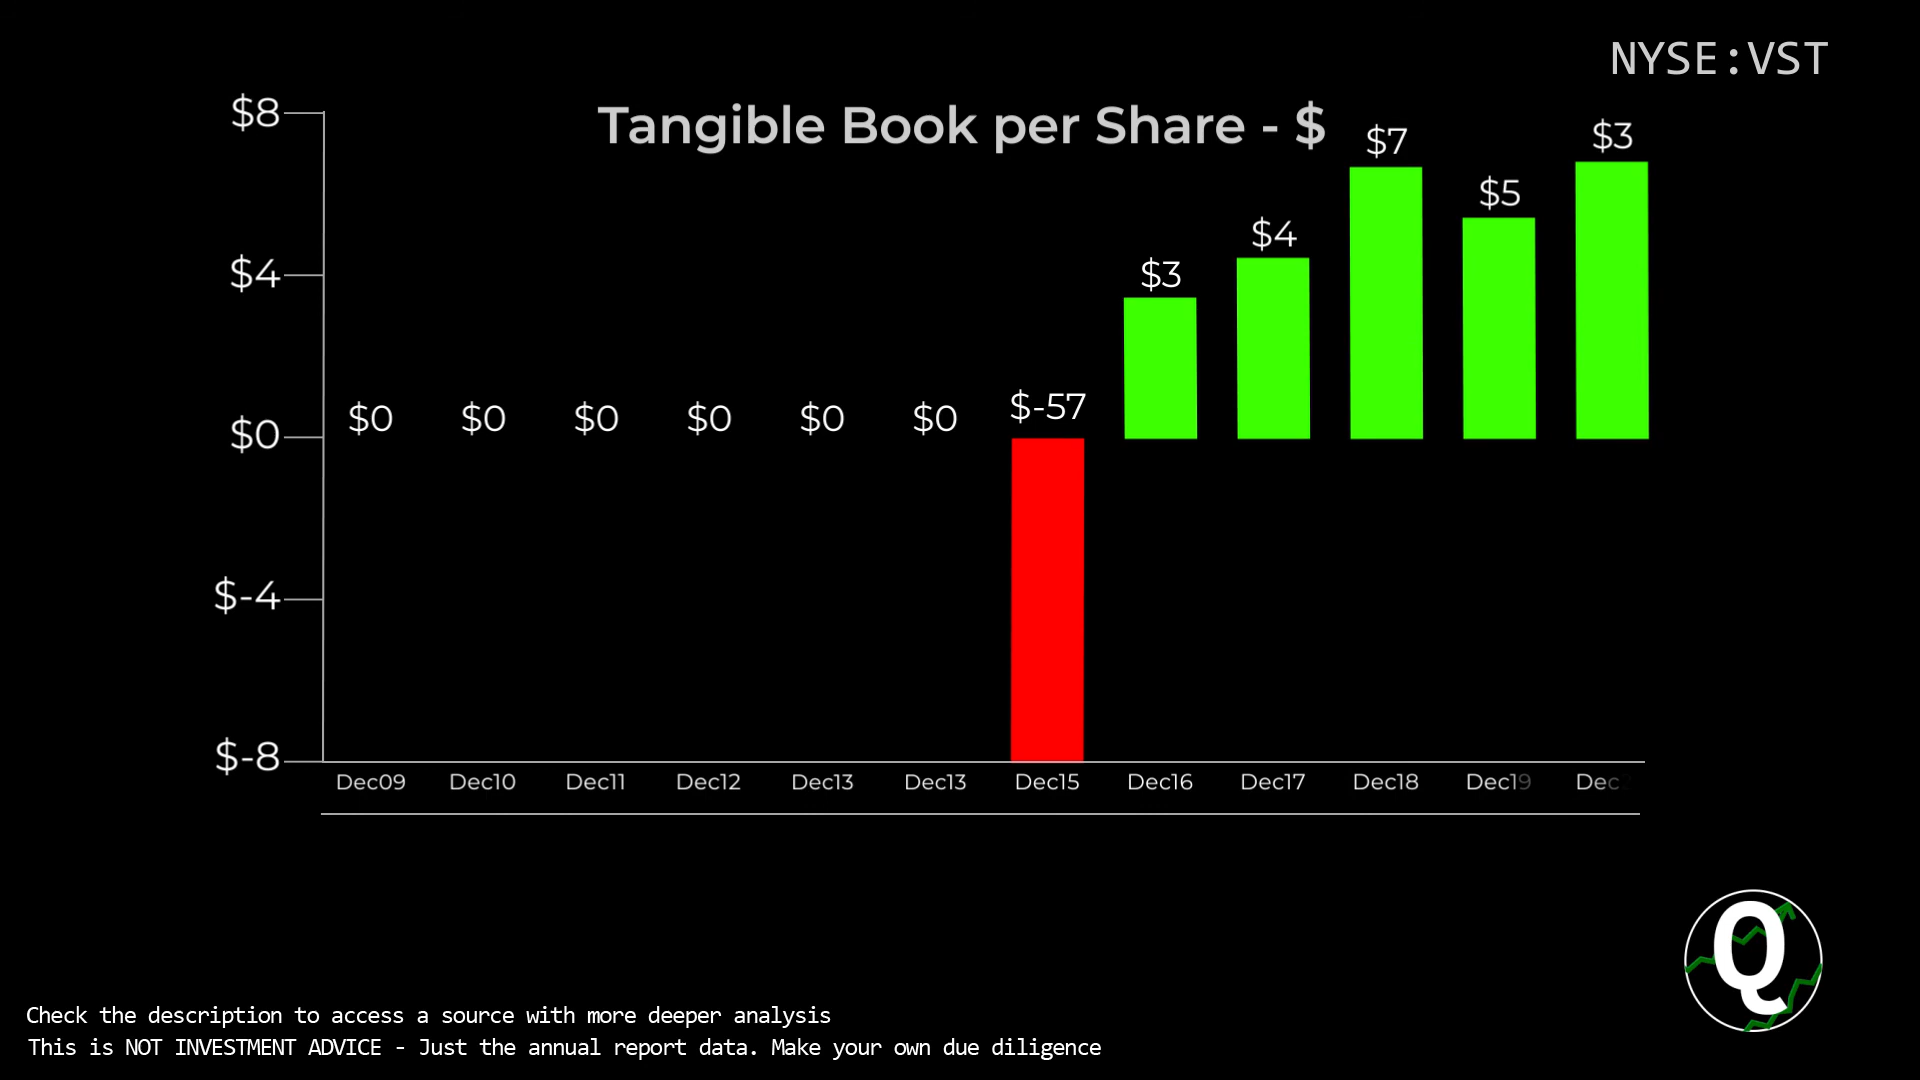 NYSE:VST
Tangible Book per Share - $
$8
$4
$0
$-4
$-8
$0
$0
$0
$0
$0
$0
$-57
$3
$4
$7
$5
$3
Dec09
Dec10
Dec11
Dec12
Dec13
Dec13
Dec15
Dec16
Dec17
Dec18
Dec19
Dec
Q
Check the description to access a source with more deeper analysis
This is NOT INVESTMENT ADVICE - Just the annual report data. Make your own due diligence